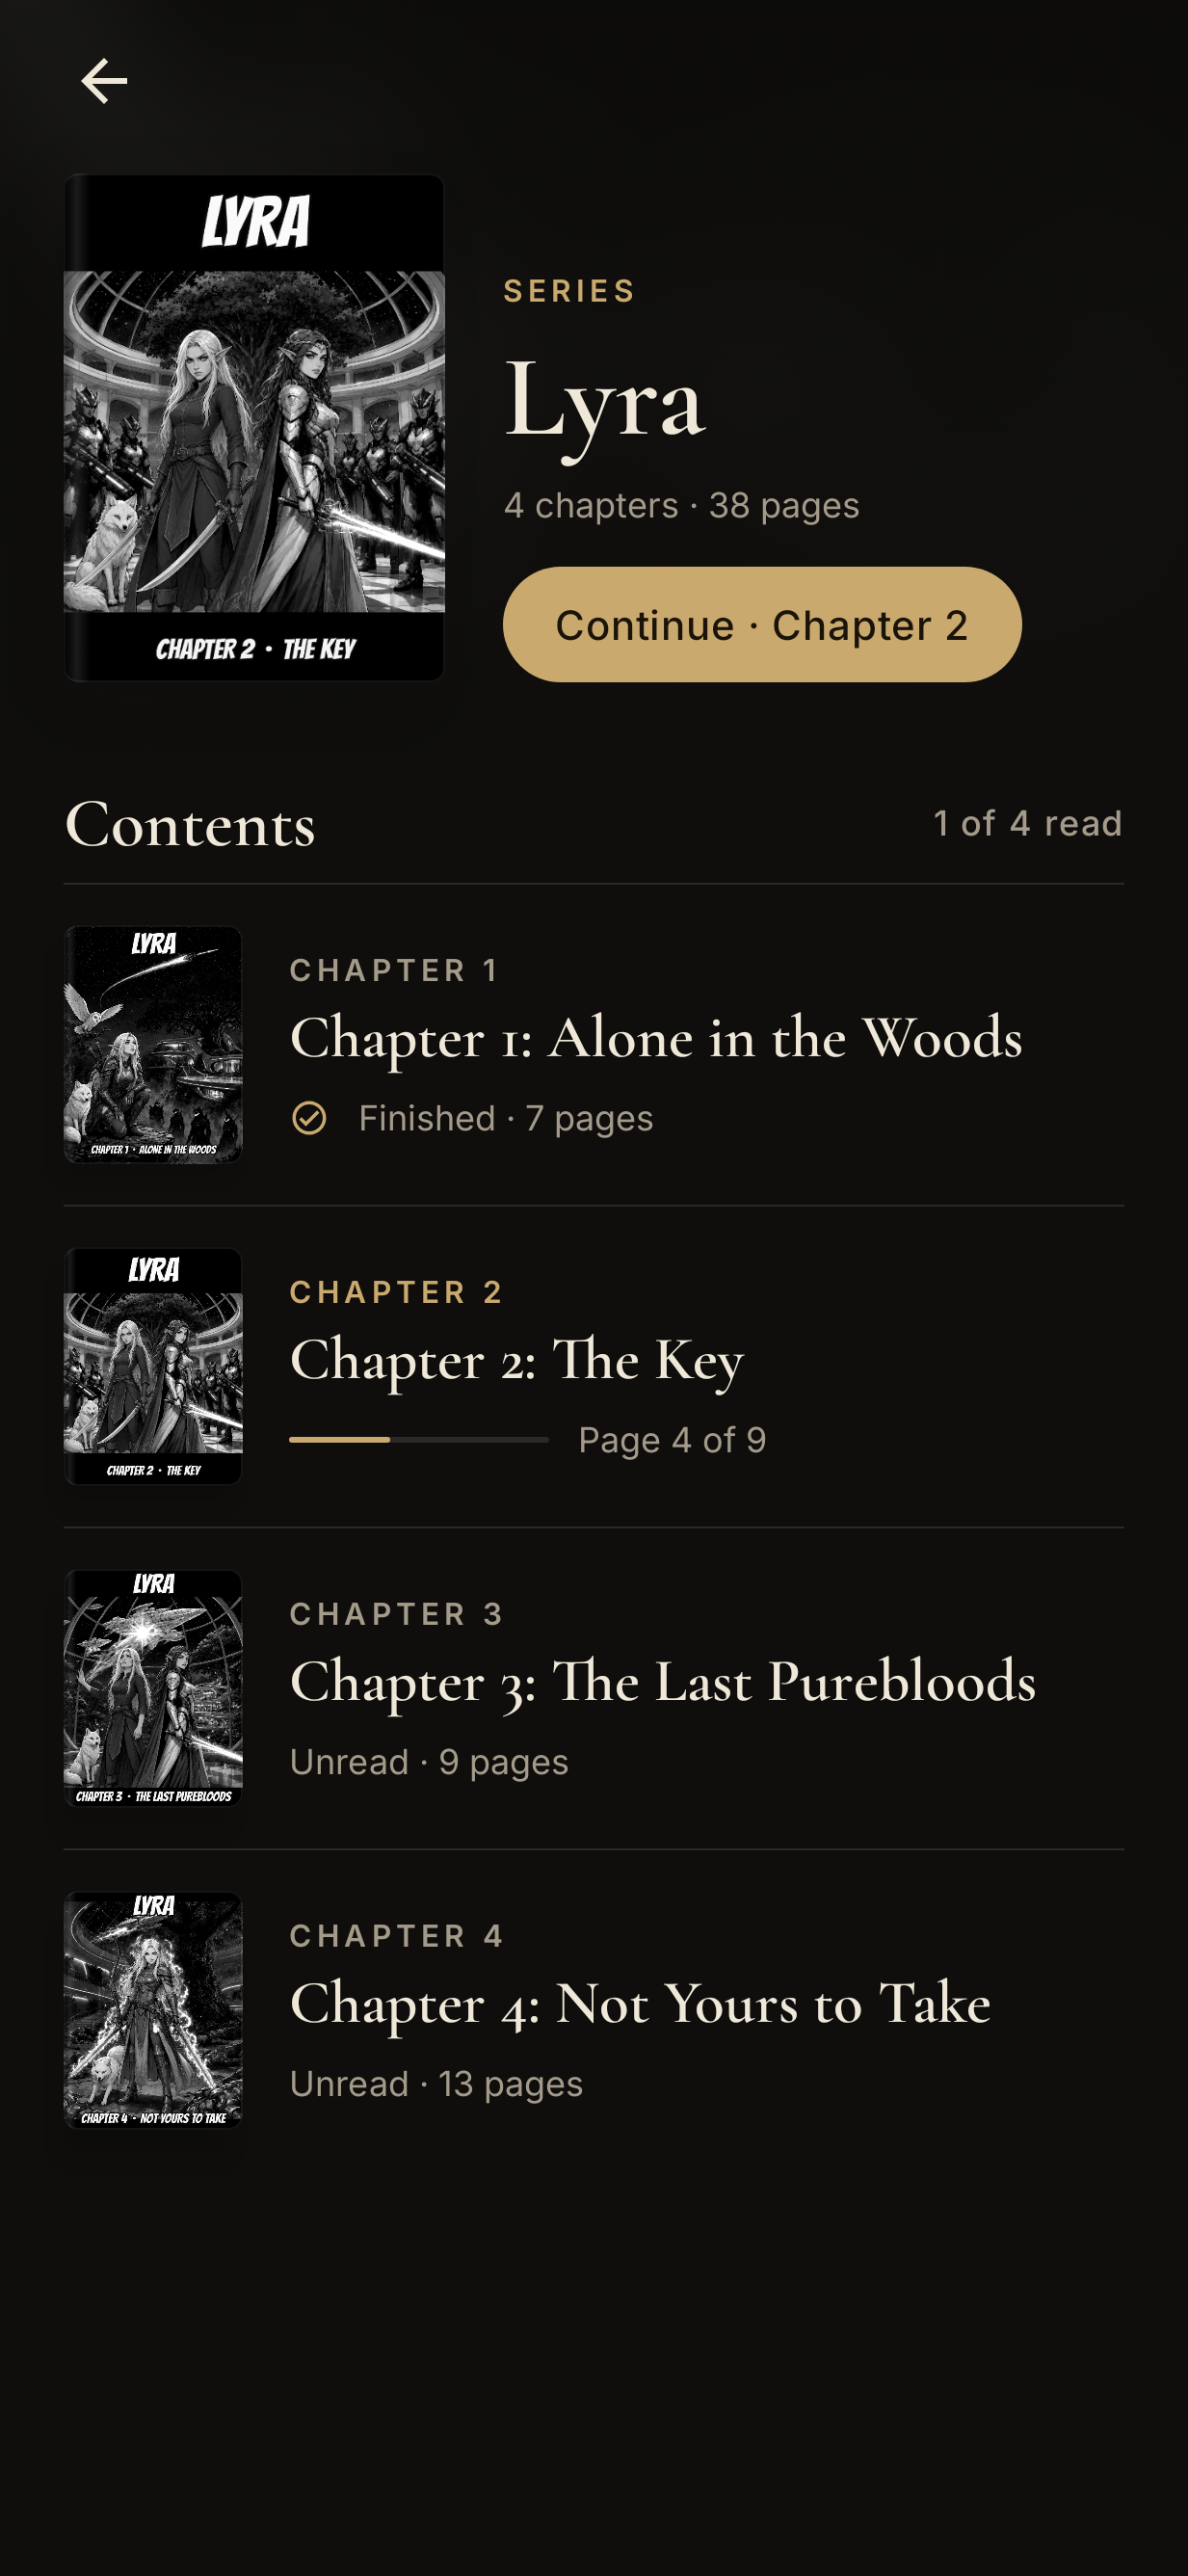 LYRA
CHAPTER 2 · THE KEY
SERIES
Lyra
4 chapters · 38 pages
Continue · Chapter 2
Contents
1 of 4 read
LYRA
CHAPTER 1 · ALONE IN THE WOODS
CHAPTER 1
Chapter 1: Alone in the Woods
Finished · 7 pages
LYRA
CHAPTER 2 · THE KEY
CHAPTER 2
Chapter 2: The Key
Page 4 of 9
LYRA
CHAPTER 3 · THE LAST PUREBLOODS
CHAPTER 3
Chapter 3: The Last Purebloods
Unread · 9 pages
LYRA
CHAPTER 4 · NOT YOURS TO TAKE
CHAPTER 4
Chapter 4: Not Yours to Take
Unread · 13 pages